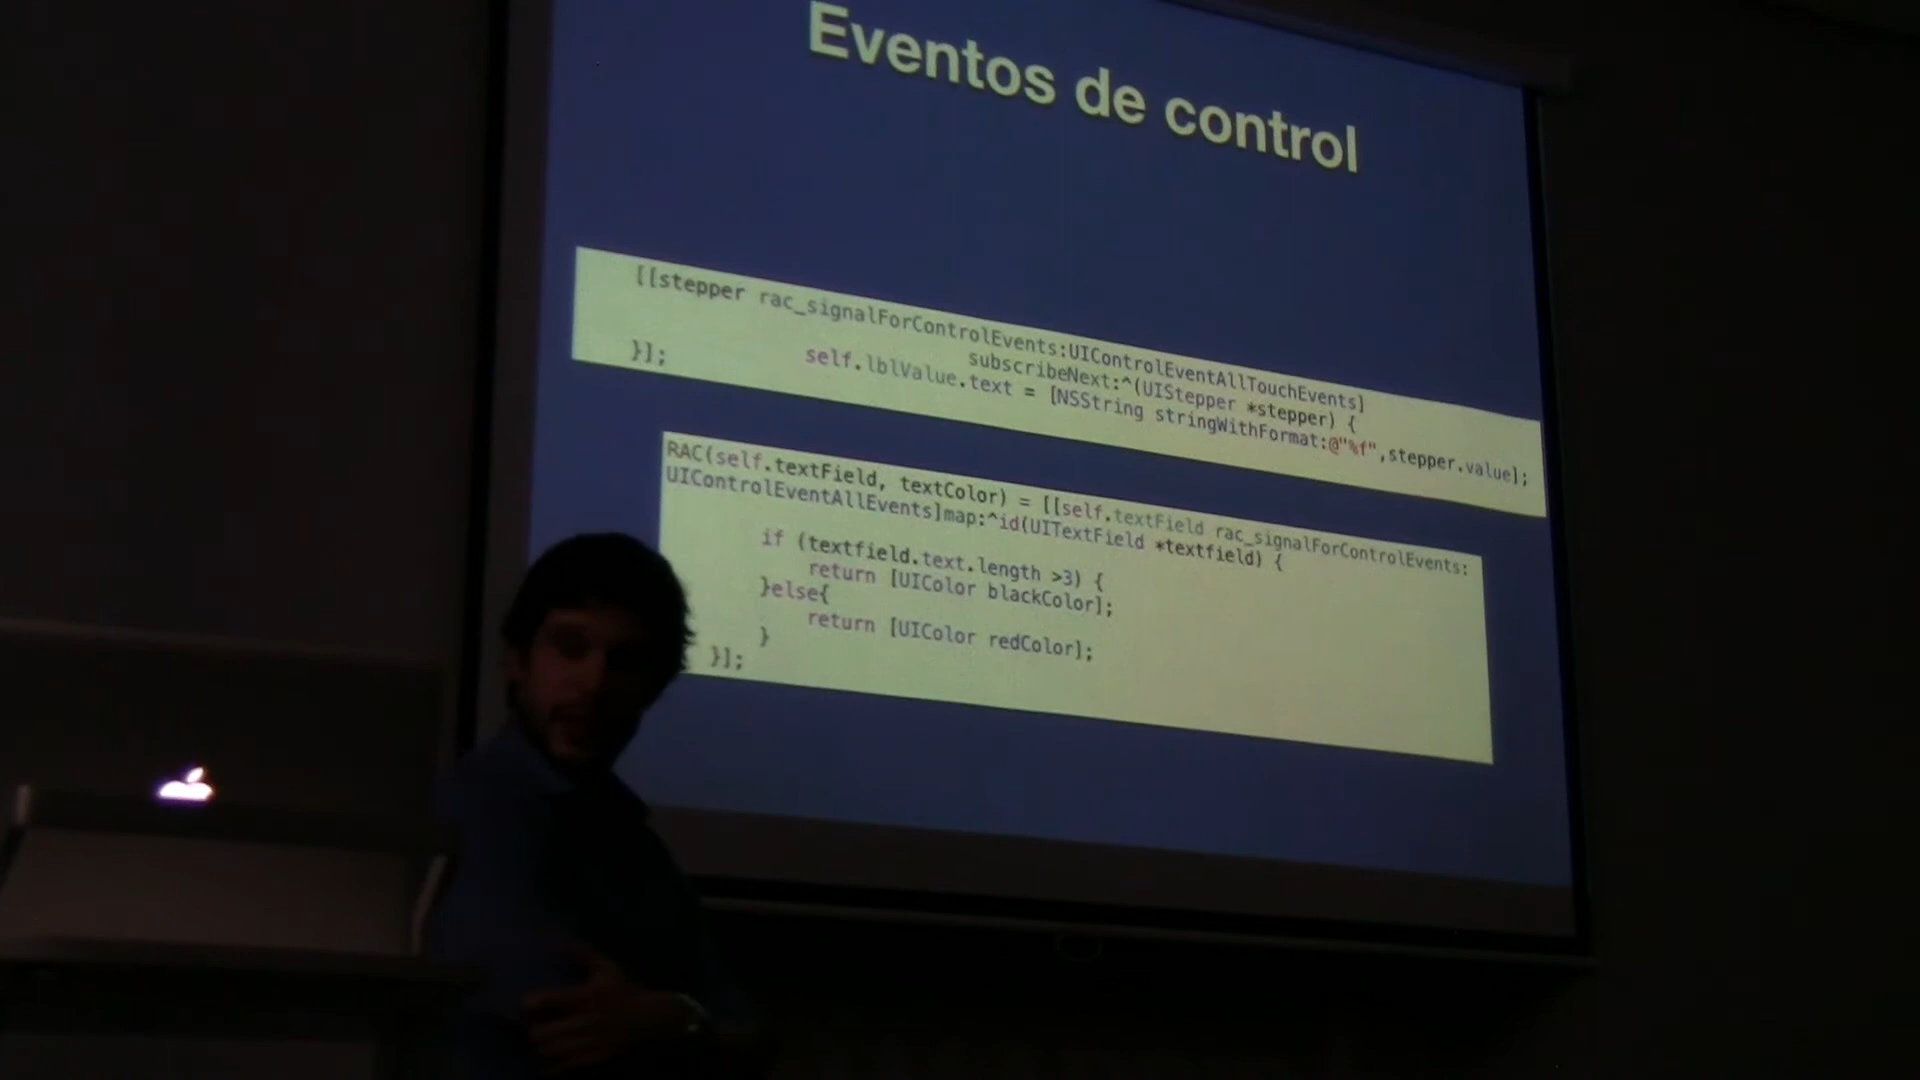 Eventos de control
[[stepper rac_signalForControlEvents:UIControlEventAllTouchEvents]
subscribeNext:^(UIStepper *stepper) {
self.lblValue.text = [NSString stringWithFormat:@"%f",stepper.value];
}];
RAC(self.textField, textColor) = [[self.textField rac_signalForControlEvents:
UIControlEventAllEvents]map:^id(UITextField *textfield) {
if (textfield.text.length >3) {
return [UIColor blackColor];
}else{
return [UIColor redColor];
}
}];